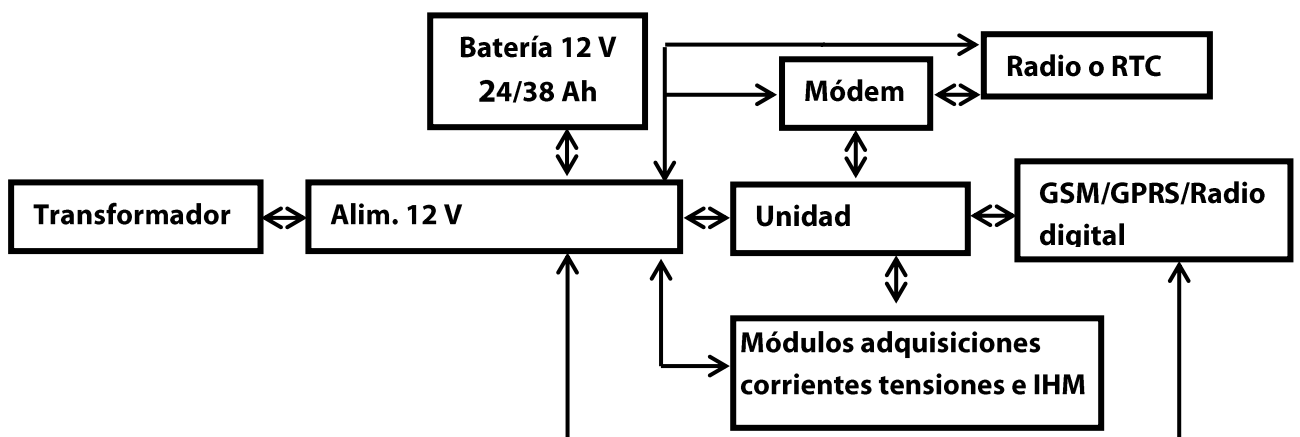 Batería 12 V
24/38 Ah
Radio o RTC
Módem
Transformador
Alim. 12 V
Unidad
GSM/GPRS/Radio
digital
Módulos adquisiciones
corrientes tensiones e IHM